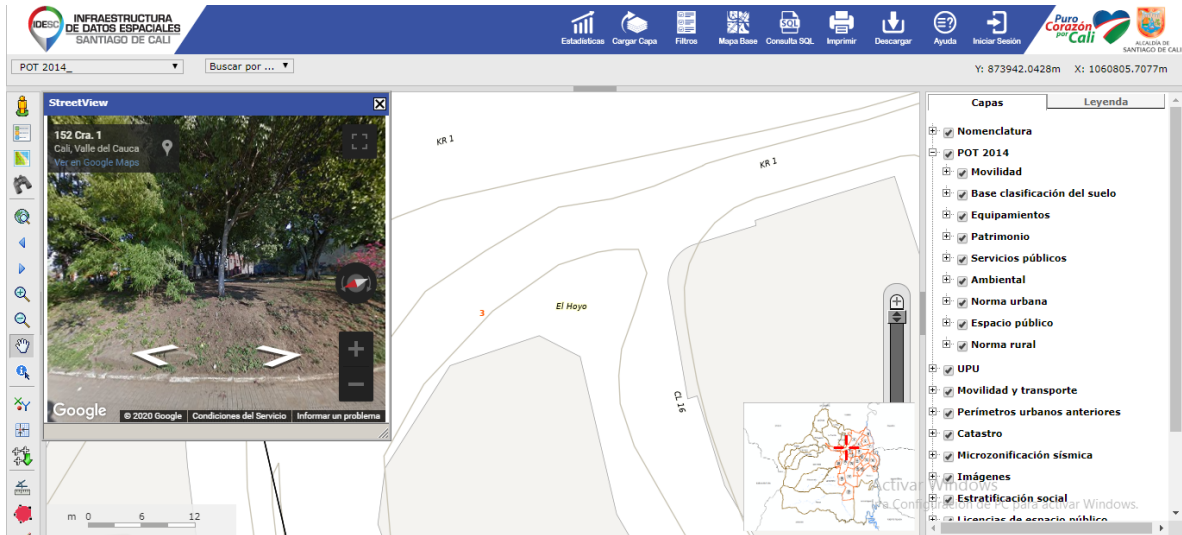 IDESC
INFRAESTRUCTURA
DE DATOS ESPACIALES
SANTIAGO DE CALI
Estadísticas
Cargar Capa
Filtros
Mapa Base
SQL
Consulta SQL
Imprimir
Descargar
Ayuda
Iniciar Sesión
Puro
Corazón
por Cali
ALCALDÍA DE
SANTIAGO DE CALI
POT 2014_
Buscar por ...
Y: 873942.0428m X: 1060805.7077m
StreetView
152 Cra. 1
Cali, Valle del Cauca
Ver en Google Maps
Google
© 2020 Google
Condiciones del Servicio
Informar un problema
KR 1
KR 1
3
El Hoyo
CL 16
m 0 6 12
Capas
Leyenda
Nomenclatura
POT 2014
Movilidad
Base clasificación del suelo
Equipamientos
Patrimonio
Servicios públicos
Ambiental
Norma urbana
Espacio público
Norma rural
UPU
Movilidad y transporte
Perímetros urbanos anteriores
Catastro
Microzonificación sísmica
Imágenes
Estratificación social
Licencias de espacio público
Activar Windows
Configuración de PC para activar Windows.